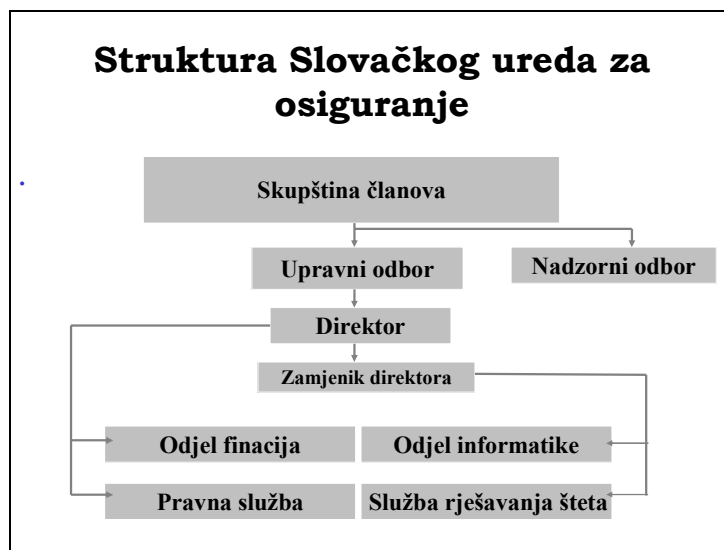 Struktura Slovačkog ureda za
osiguranje
Skupština članova
Upravni odbor
Nadzorni odbor
Direktor
Zamjenik direktora
Odjel finacija
Odjel informatike
Pravna služba
Služba rješavanja šteta